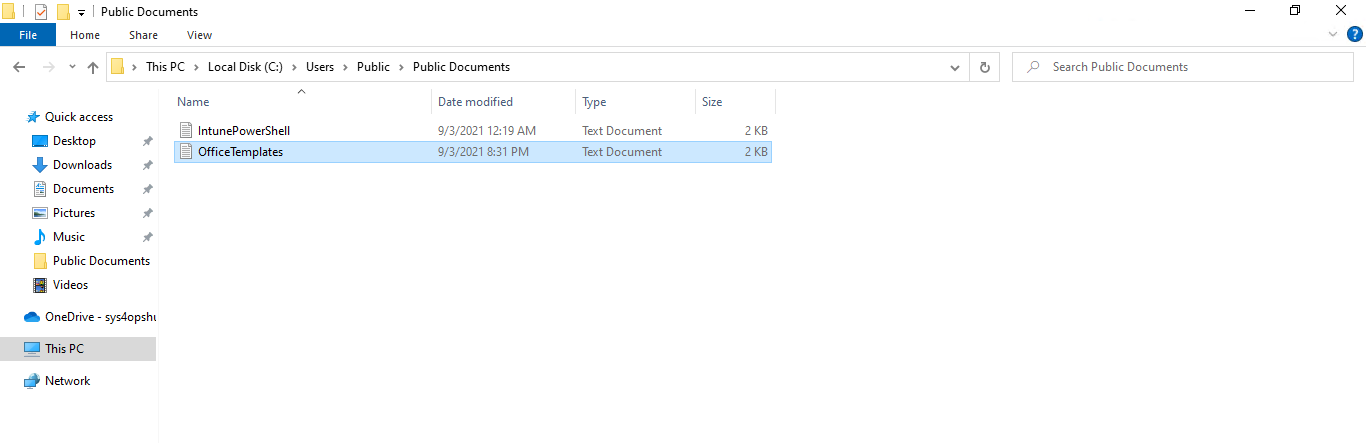 Public Documents
File Home Share View
This PC Local Disk (C:) Users Public Public Documents Search Public Documents
Name Date modified Type Size
Quick access
Desktop
Downloads
Documents
Pictures
Music
Public Documents
Videos
OneDrive - sys4opshu
This PC
Network
IntunePowerShell 9/3/2021 12:19 AM Text Document 2 KB
OfficeTemplates 9/3/2021 8:31 PM Text Document 2 KB